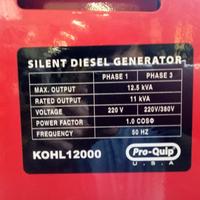 SILENT DIESEL GENERATOR
PHASE 1 PHASE 3
MAX. OUTPUT 12.5 kVA
RATED OUTPUT 11 kVA
VOLTAGE 220 V 220V/380V
POWER FACTOR 1.0 COSΦ
FREQUENCY 50 HZ
KOHL12000 Pro-Quip
U.S.A